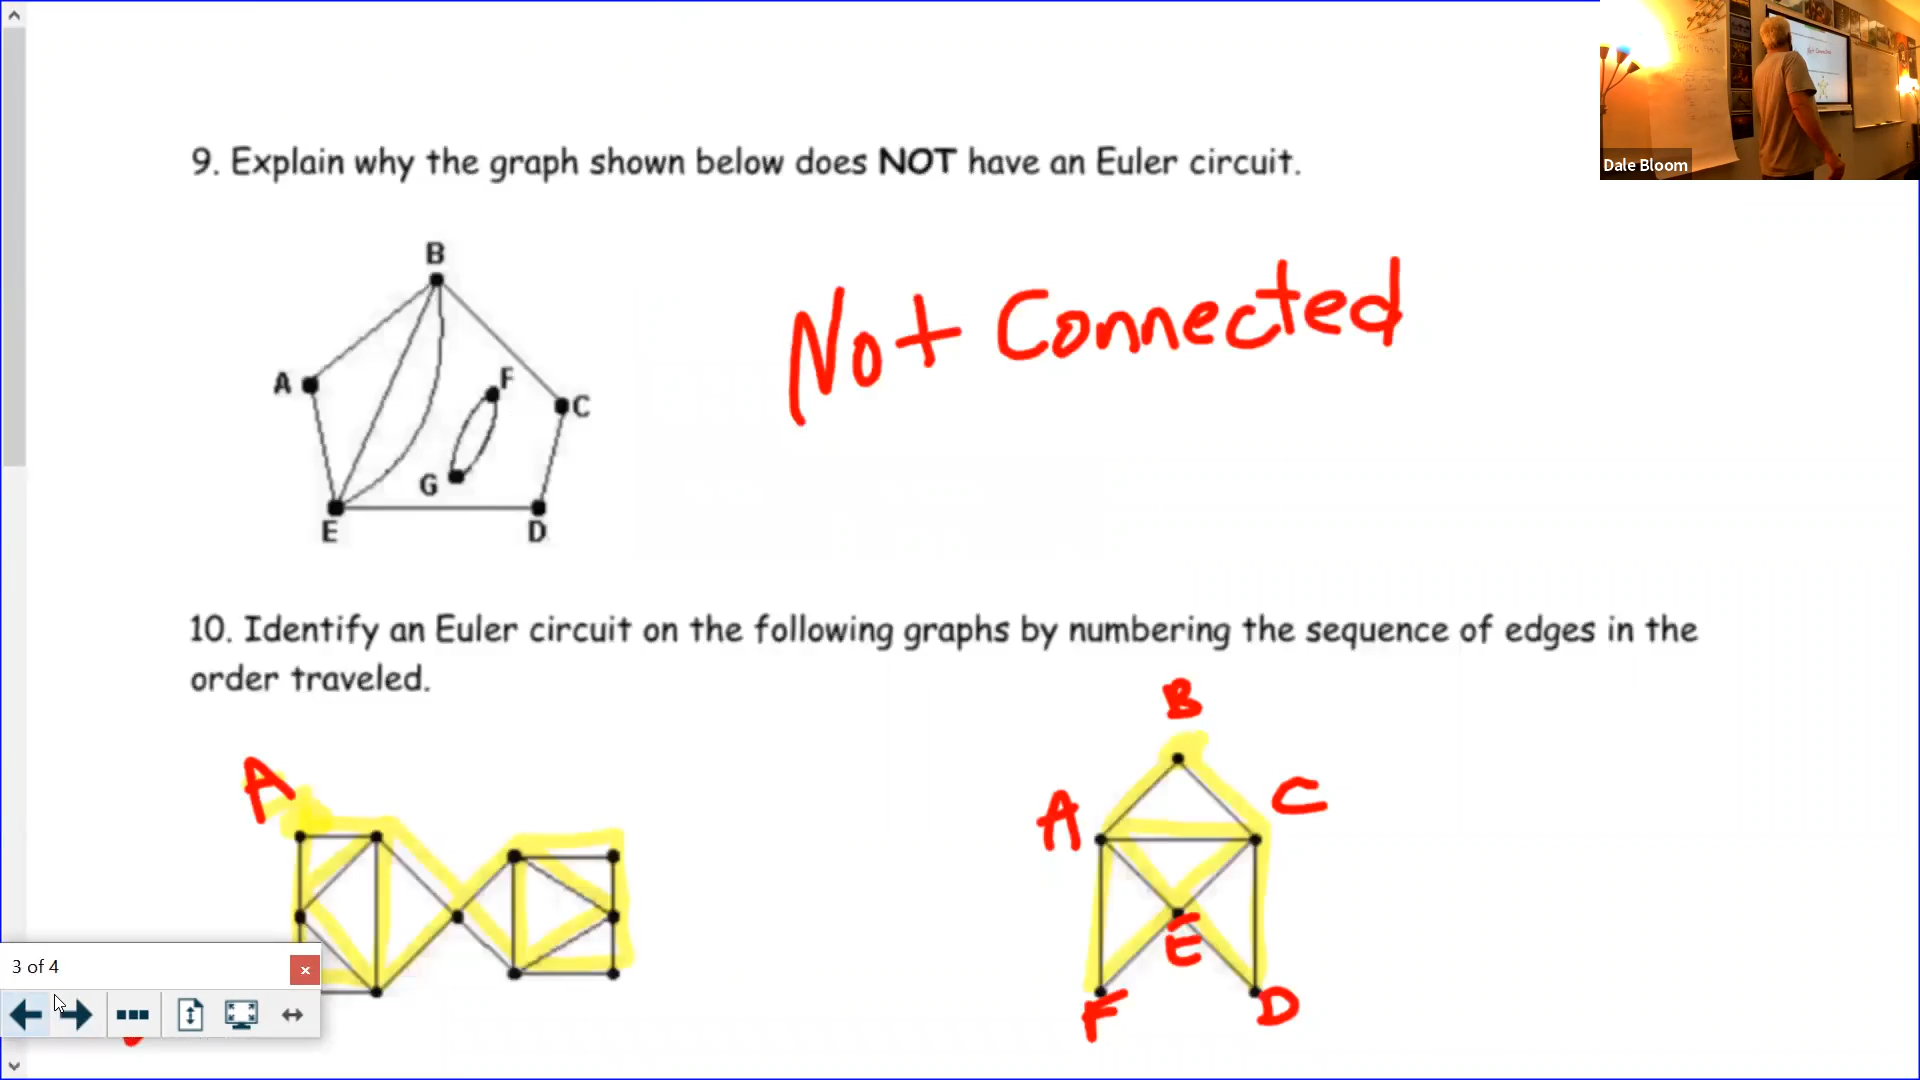 Dale Bloom
9. Explain why the graph shown below does NOT have an Euler circuit.
B
A
F
C
G
E
D
Not Connected
10. Identify an Euler circuit on the following graphs by numbering the sequence of edges in the
order traveled.
A
B
A
C
E
F
D
3 of 4